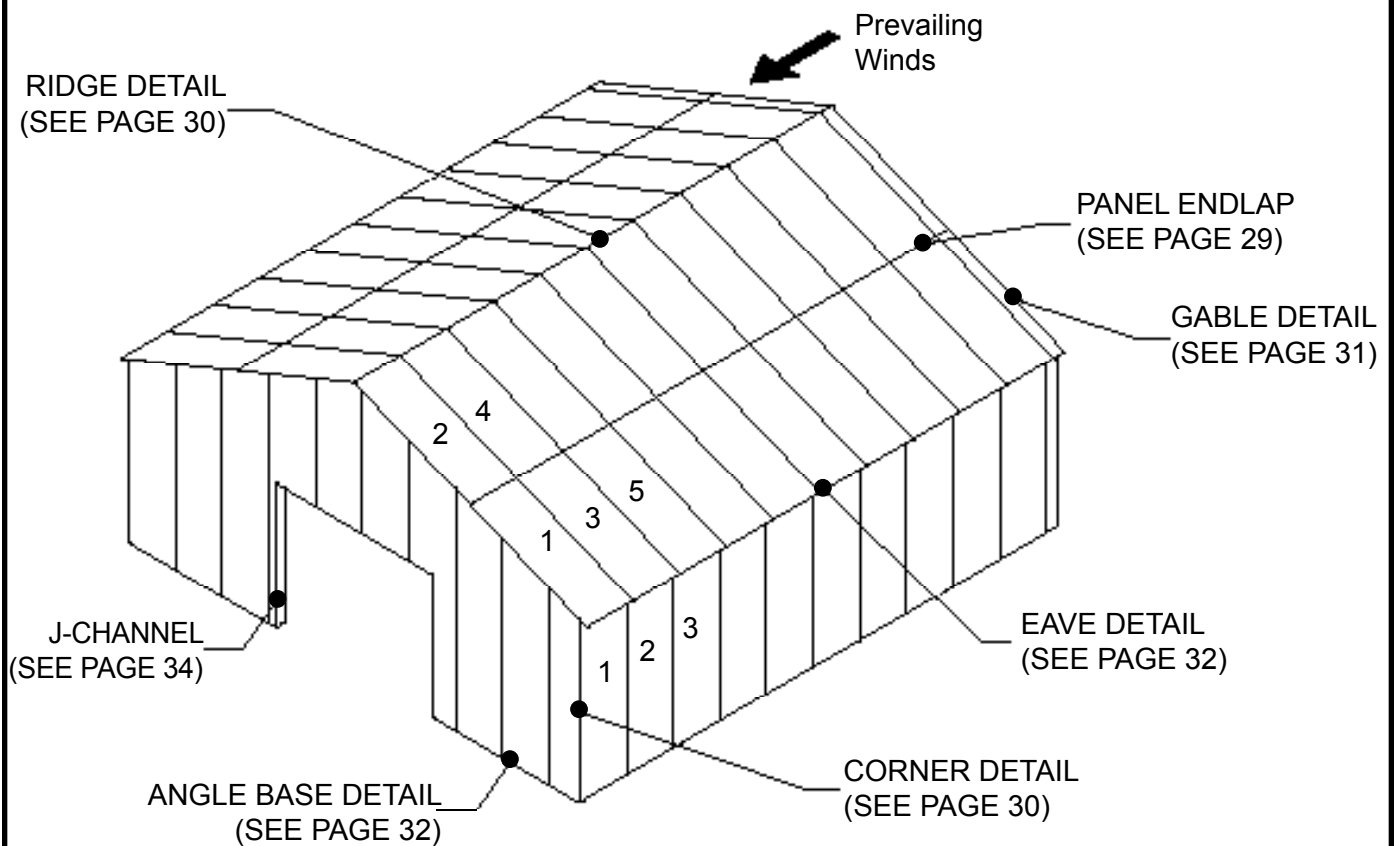 Prevailing
Winds
RIDGE DETAIL
(SEE PAGE 30)
PANEL ENDLAP
(SEE PAGE 29)
GABLE DETAIL
(SEE PAGE 31)
4
2
5
3
1
3
2
1
J-CHANNEL
(SEE PAGE 34)
EAVE DETAIL
(SEE PAGE 32)
CORNER DETAIL
(SEE PAGE 30)
ANGLE BASE DETAIL
(SEE PAGE 32)